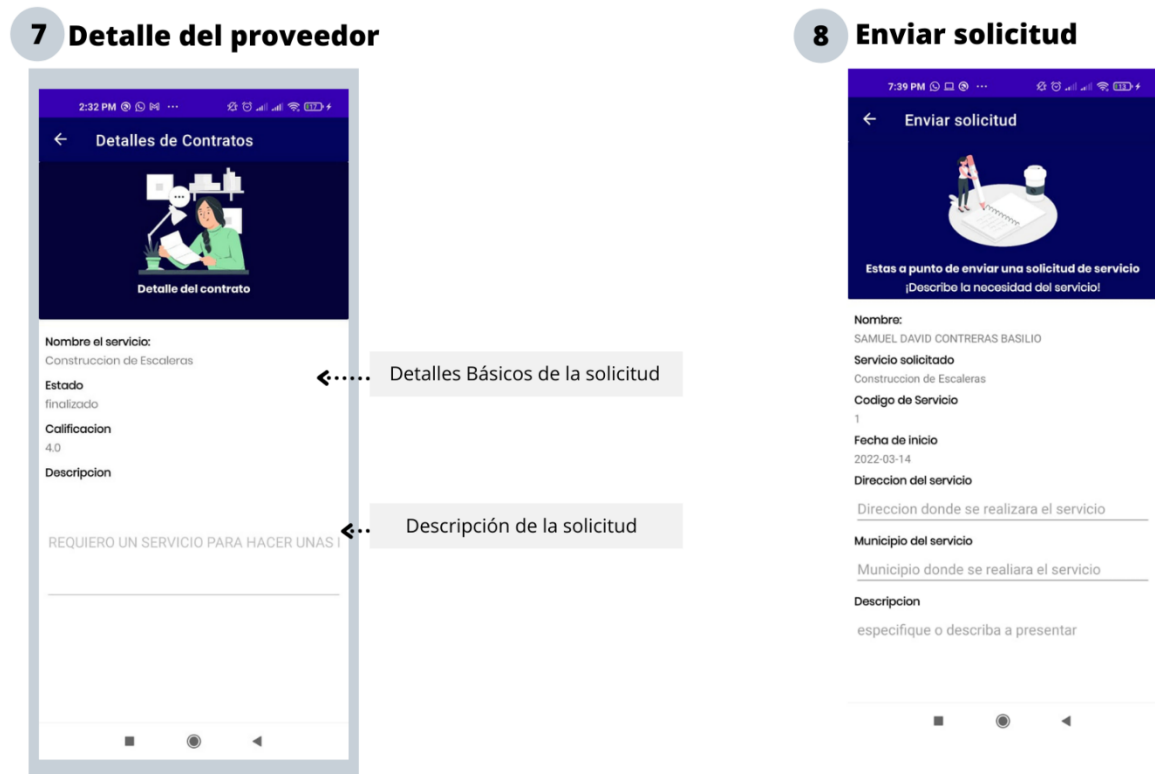 7 Detalle del proveedor
2:32 PM
Detalles de Contratos
Detalle del contrato
Nombre el servicio:
Construccion de Escaleras
Estado
finalizado
Calificacion
4.0
Descripcion
REQUIERO UN SERVICIO PARA HACER UNAS
Detalles Básicos de la solicitud
Descripción de la solicitud
8 Enviar solicitud
7:39 PM
Enviar solicitud
Estas a punto de enviar una solicitud de servicio
¡Describe la necesidad del servicio!
Nombre:
SAMUEL DAVID CONTRERAS BASILIO
Servicio solicitado
Construccion de Escaleras
Codigo de Servicio
1
Fecha de inicio
2022-03-14
Direccion del servicio
Direccion donde se realizara el servicio
Municipio del servicio
Municipio donde se realiara el servicio
Descripcion
especifique o describa a presentar